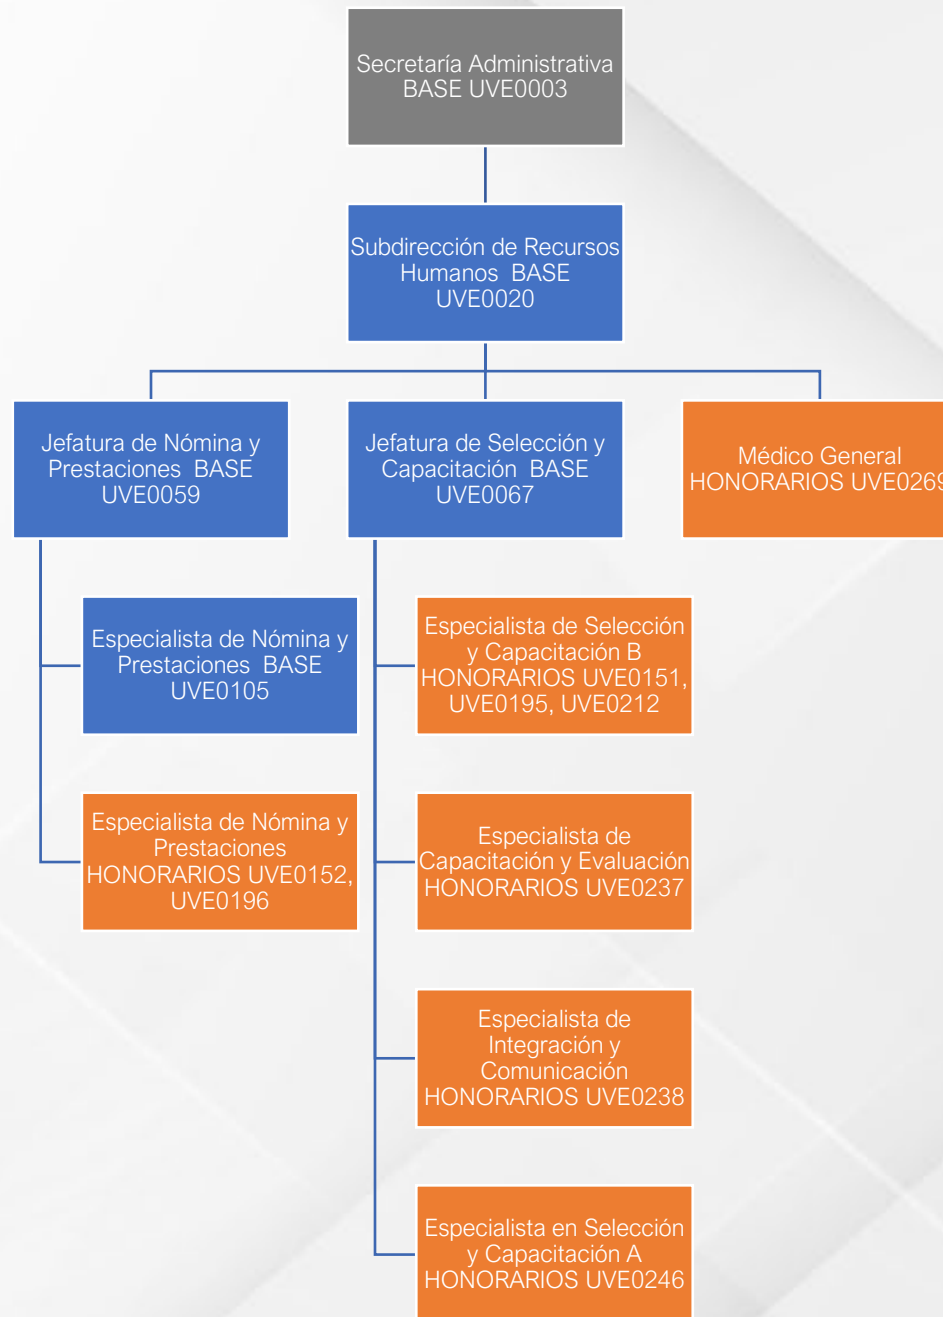 Secretaría Administrativa
BASE UVE0003
Subdirección de Recursos
Humanos BASE
UVE0020
Jefatura de Nómina y
Prestaciones BASE
UVE0059
Jefatura de Selección y
Capacitación BASE
UVE0067
Médico General
HONORARIOS UVE0269
Especialista de Nómina y
Prestaciones BASE
UVE0105
Especialista de Selección
y Capacitación B
HONORARIOS UVE0151,
UVE0195, UVE0212
Especialista de Nómina y
Prestaciones
HONORARIOS UVE0152,
UVE0196
Especialista de
Capacitación y Evaluación
HONORARIOS UVE0237
Especialista de
Integración y
Comunicación
HONORARIOS UVE0238
Especialista en Selección
y Capacitación A
HONORARIOS UVE0246